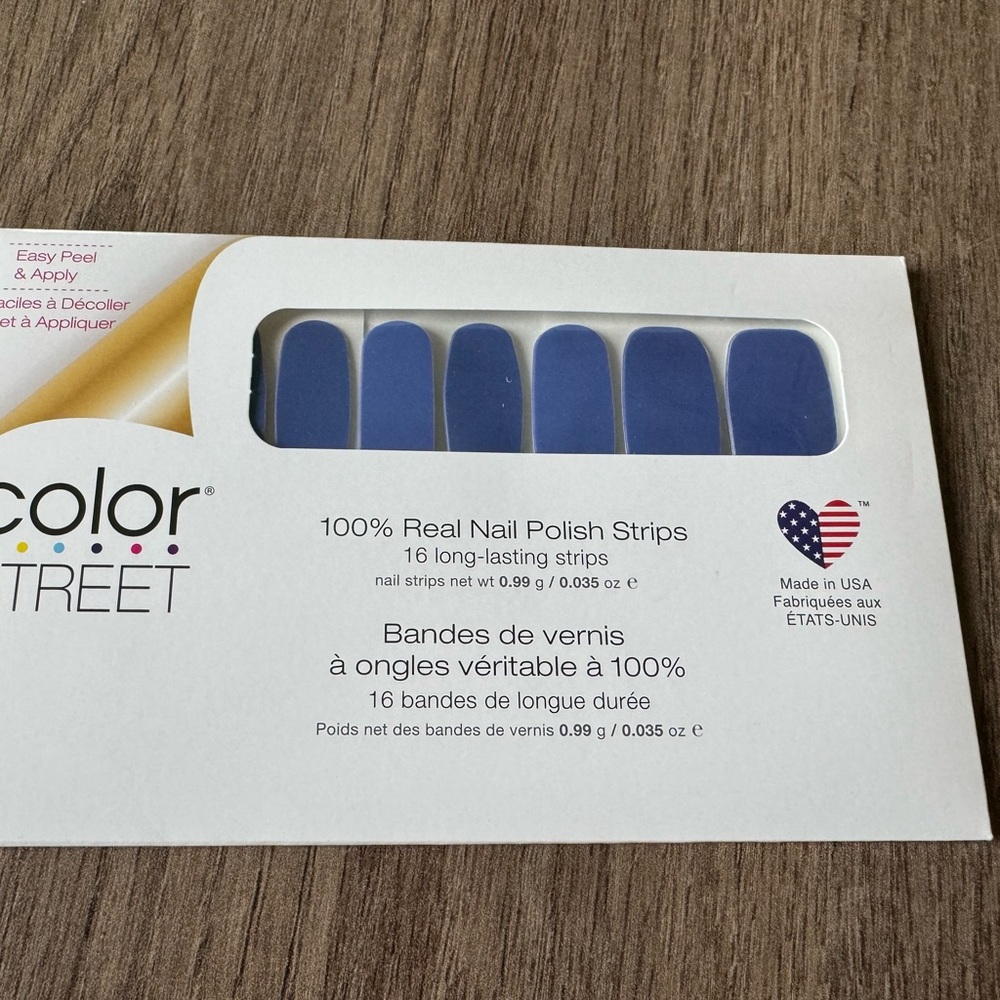 Easy Peel
& Apply
aciles à Décoller
et à Appliquer
color®
TREET
100% Real Nail Polish Strips
16 long-lasting strips
nail strips net wt 0.99 g / 0.035 oz e
Bandes de vernis
à ongles véritable à 100%
16 bandes de longue durée
Poids net des bandes de vernis 0.99 g / 0.035 oz e
™
Made in USA
Fabriquées aux
ÉTATS-UNIS